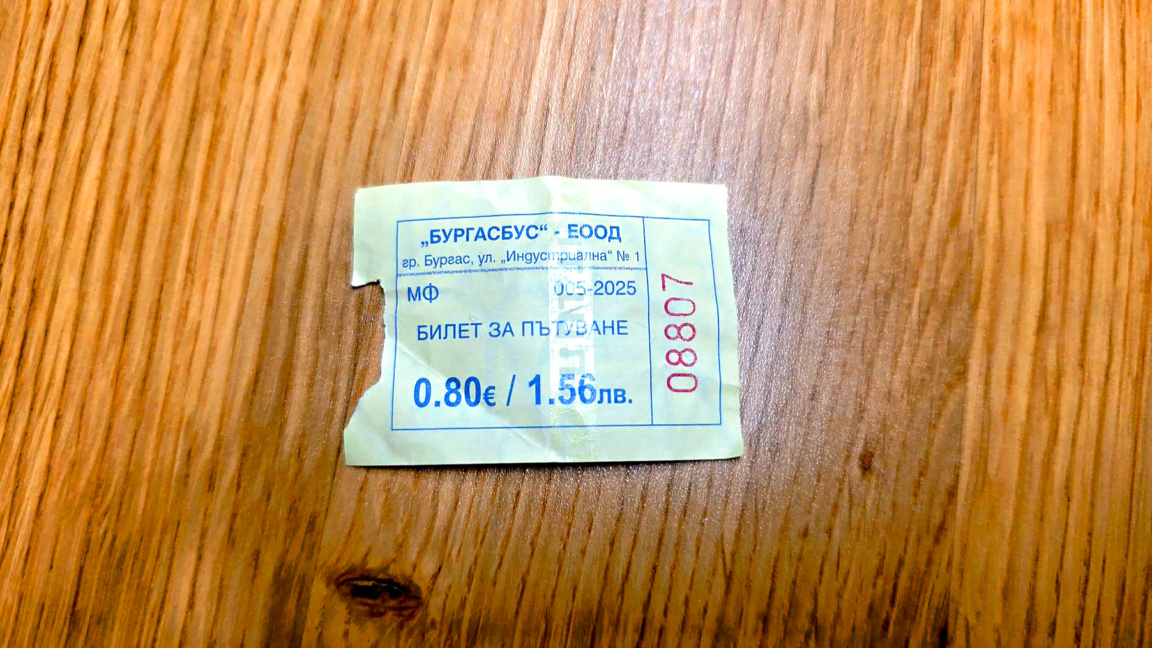 „БУРГАСБУС“ - ЕООД
гр. Бургас, ул. „Индустриална“ № 1
МФ 005-2025
БИЛЕТ ЗА ПЪТУВАНЕ
0.80€ / 1.56лв.
08807